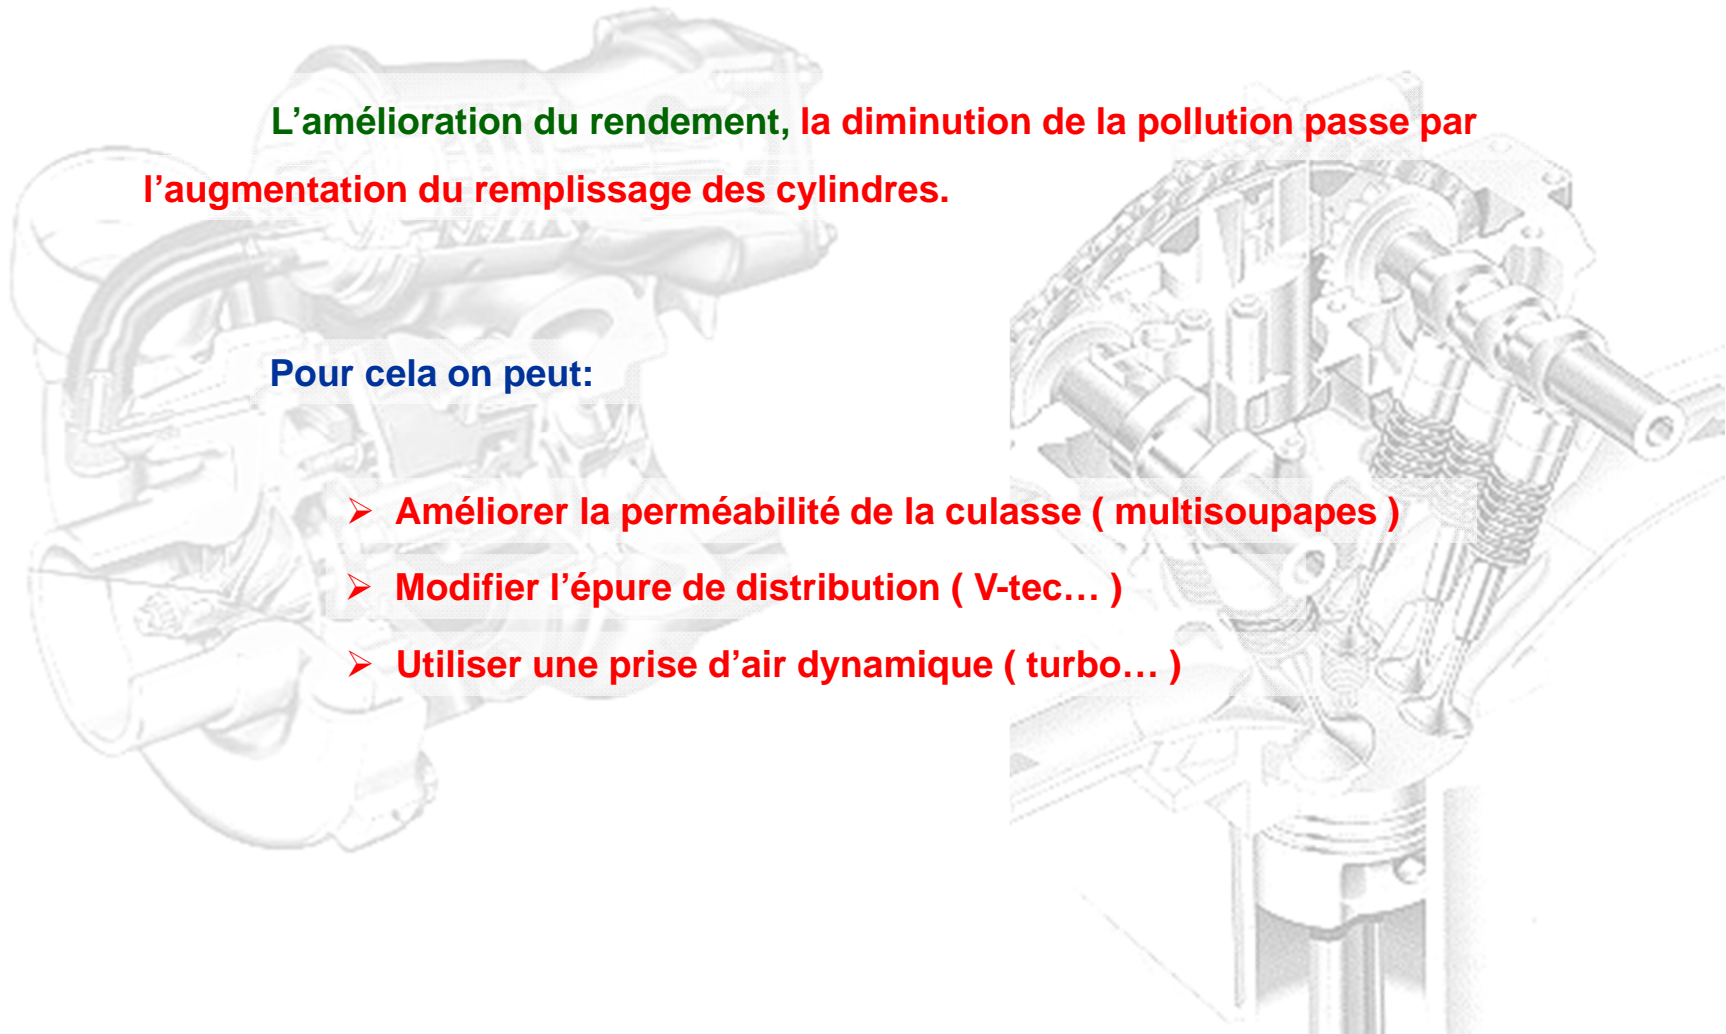 L’amélioration du rendement, la diminution de la pollution passe par
l’augmentation du remplissage des cylindres.
Pour cela on peut:
➢ Améliorer la perméabilité de la culasse ( multisoupapes )
➢ Modifier l’épure de distribution ( V-tec… )
➢ Utiliser une prise d’air dynamique ( turbo… )